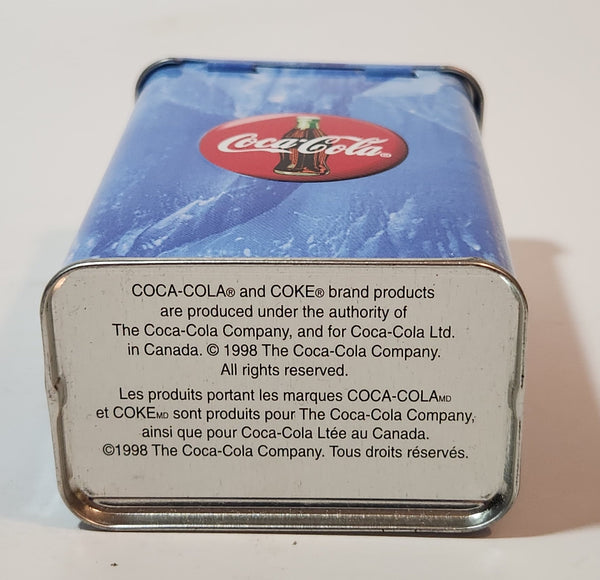 Coca-Cola®
COCA-COLA® and COKE® brand products
are produced under the authority of
The Coca-Cola Company, and for Coca-Cola Ltd.
in Canada. © 1998 The Coca-Cola Company.
All rights reserved.
Les produits portant les marques COCA-COLAMD
et COKEMD sont produits pour The Coca-Cola Company,
ainsi que pour Coca-Cola Ltée au Canada.
©1998 The Coca-Cola Company. Tous droits réservés.